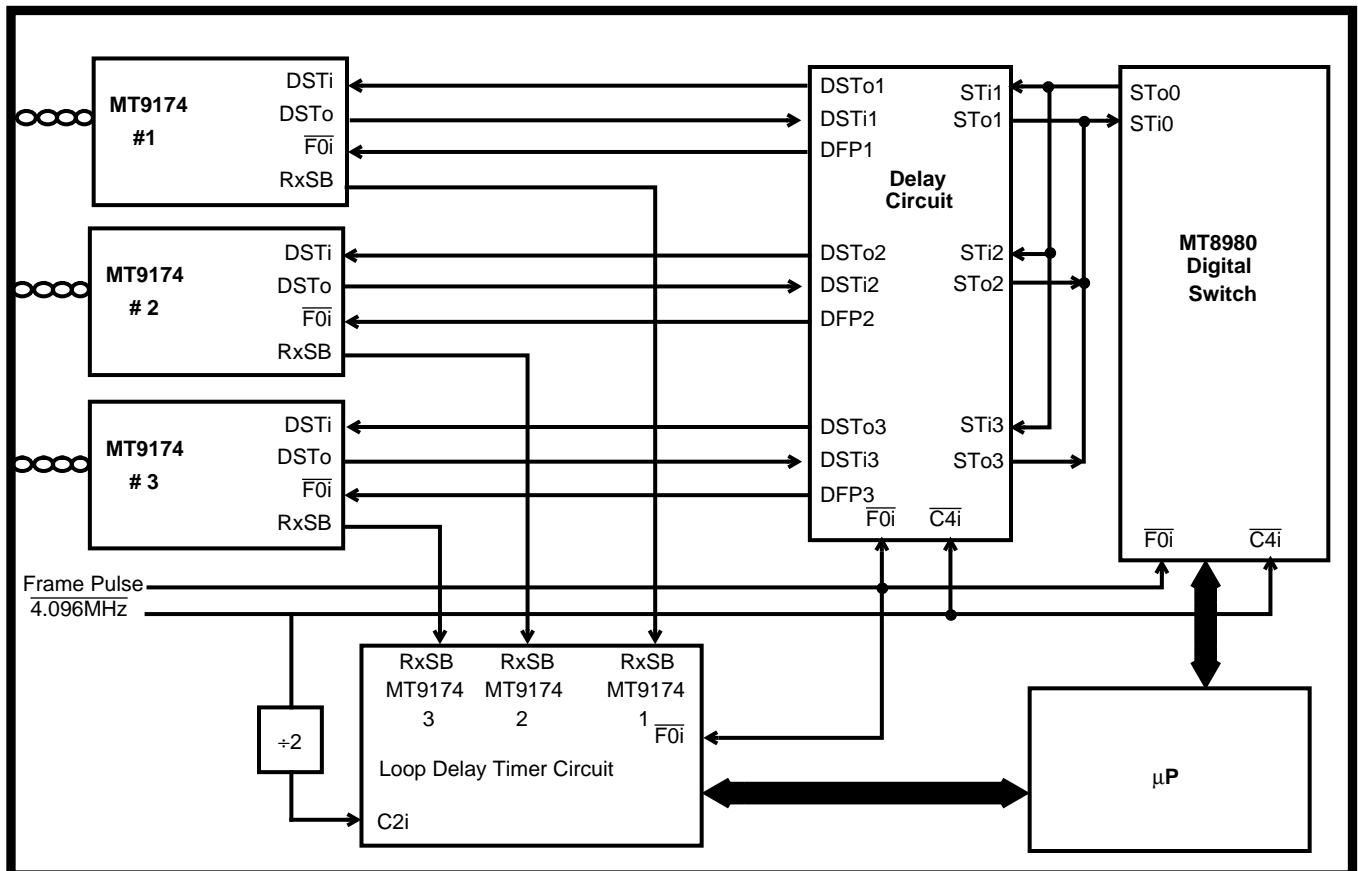 MT9174
#1
DSTi
DSTo
F0i
RxSB
MT9174
# 2
DSTi
DSTo
F0i
RxSB
MT9174
# 3
DSTi
DSTo
F0i
RxSB
DSTo1
DSTi1
DFP1
Delay
Circuit
DSTo2
DSTi2
DFP2
DSTo3
DSTi3
DFP3
STi1
STo1
STi2
STo2
STi3
STo3
F0i
C4i
STo0
STi0
MT8980
Digital
Switch
F0i
C4i
Frame Pulse
4.096MHz
÷2
RxSB
MT9174
3
RxSB
MT9174
2
RxSB
MT9174
1
F0i
Loop Delay Timer Circuit
C2i
µP